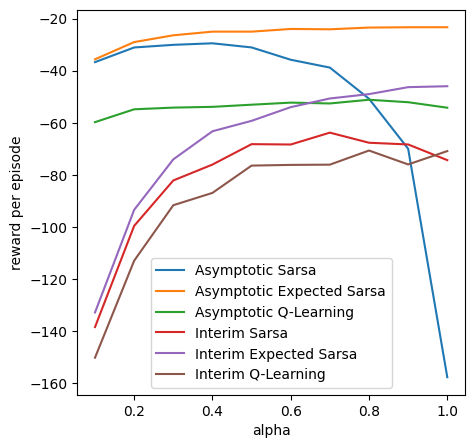 −20
−40
−60
−80
−100
−120
−140
−160
reward per episode
Asymptotic Sarsa
Asymptotic Expected Sarsa
Asymptotic Q-Learning
Interim Sarsa
Interim Expected Sarsa
Interim Q-Learning
0.2 0.4 0.6 0.8 1.0
alpha